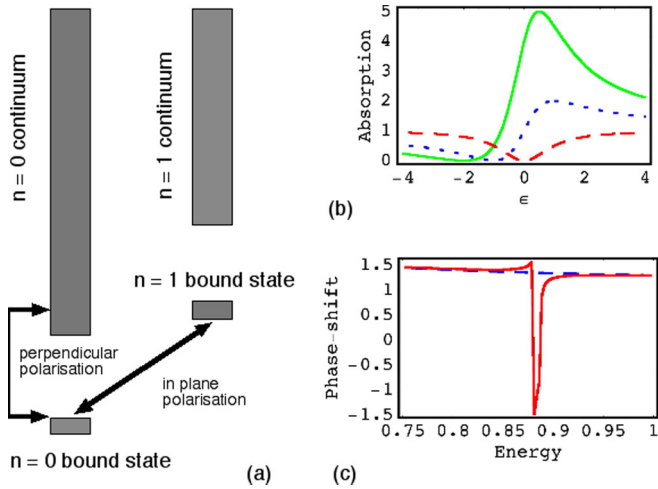 n = 0 continuum
n = 1 continuum
n = 1 bound state
perpendicular
polarisation
in plane
polarisation
n = 0 bound state
(a)
Absorption
5
4
3
2
1
0
−4
−2
0
2
4
ϵ
(b)
Phase−shift
1.5
1
0.5
0
−0.5
−1
−1.5
0.75
0.8
0.85
0.9
0.95
1
Energy
(c)